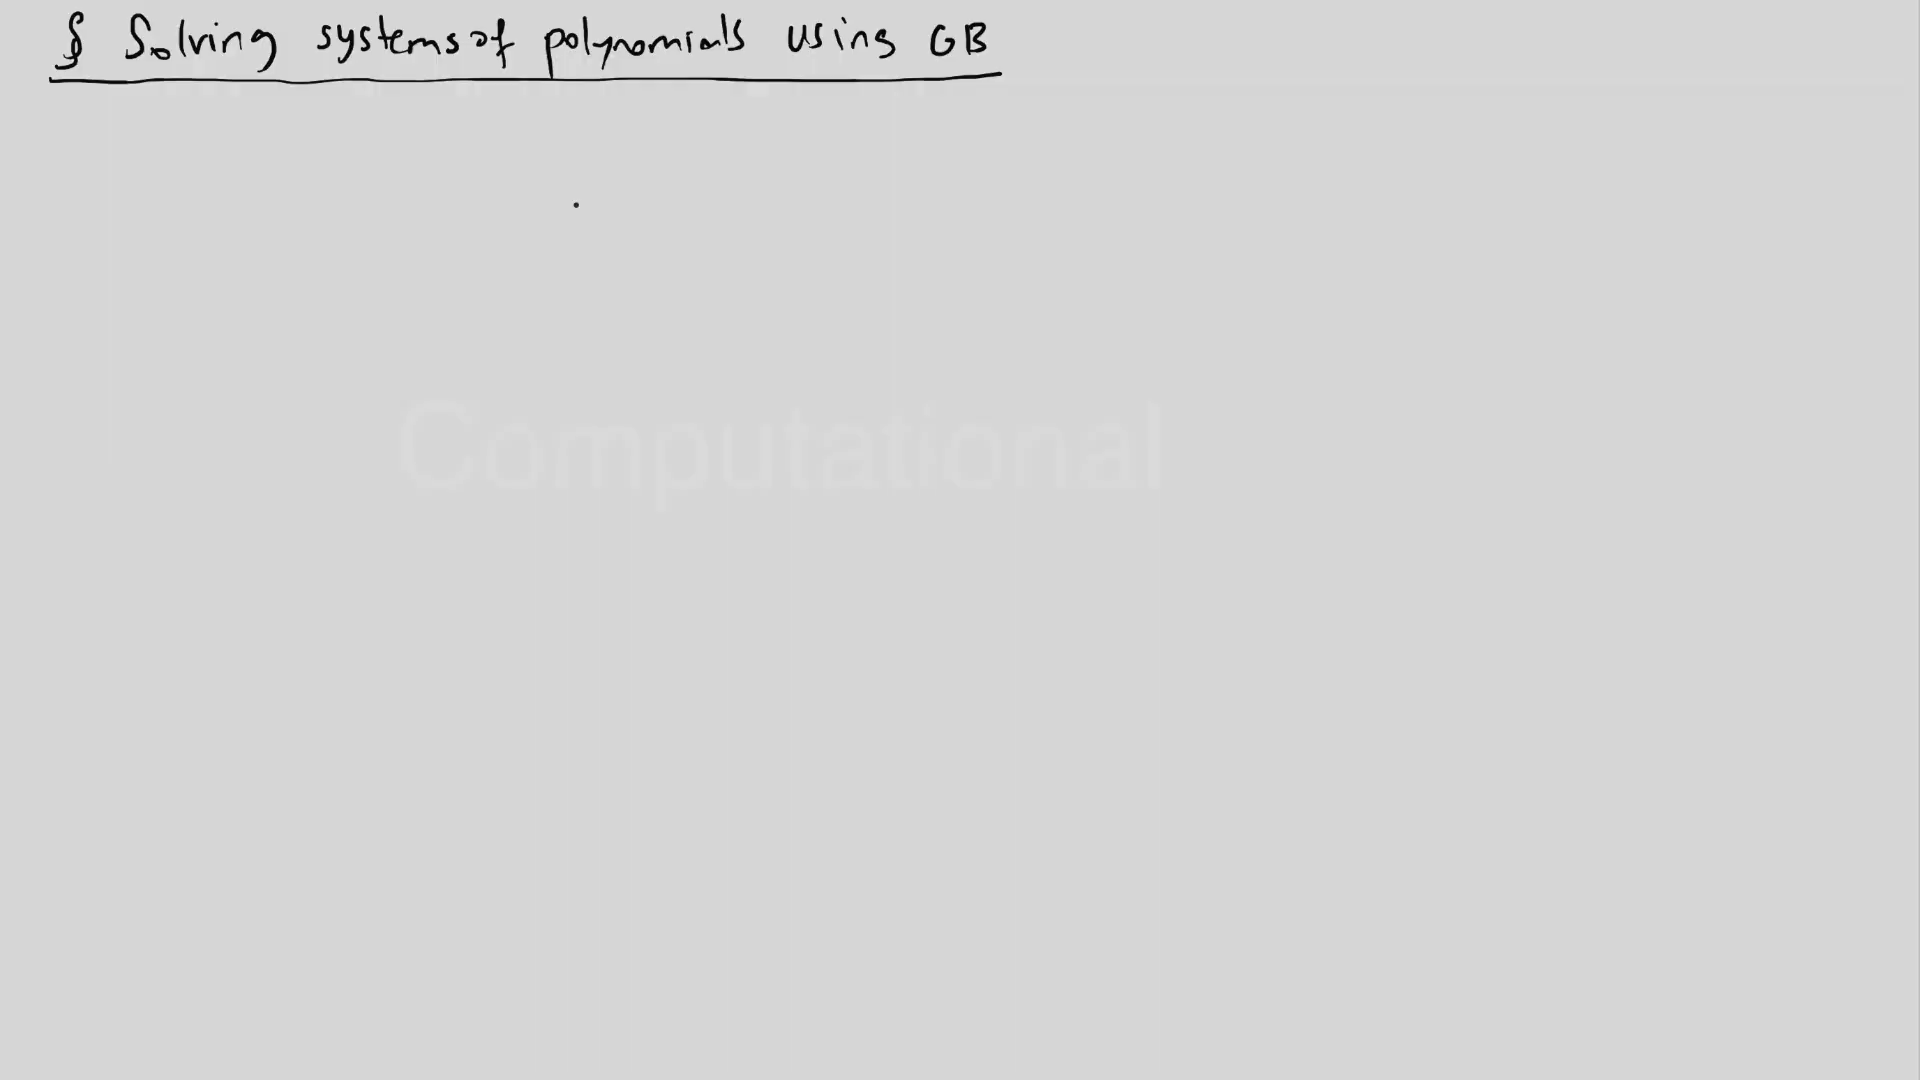 § Solving systems of polynomials using GB
Computational